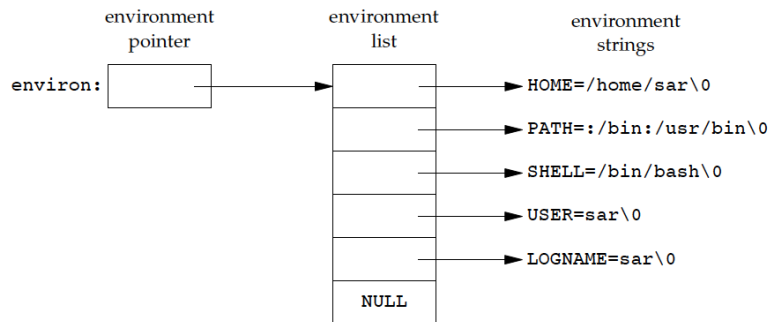 environment
pointer
environment
list
environment
strings
environ:
HOME=/home/sar\0
PATH=:/bin:/usr/bin\0
SHELL=/bin/bash\0
USER=sar\0
LOGNAME=sar\0
NULL